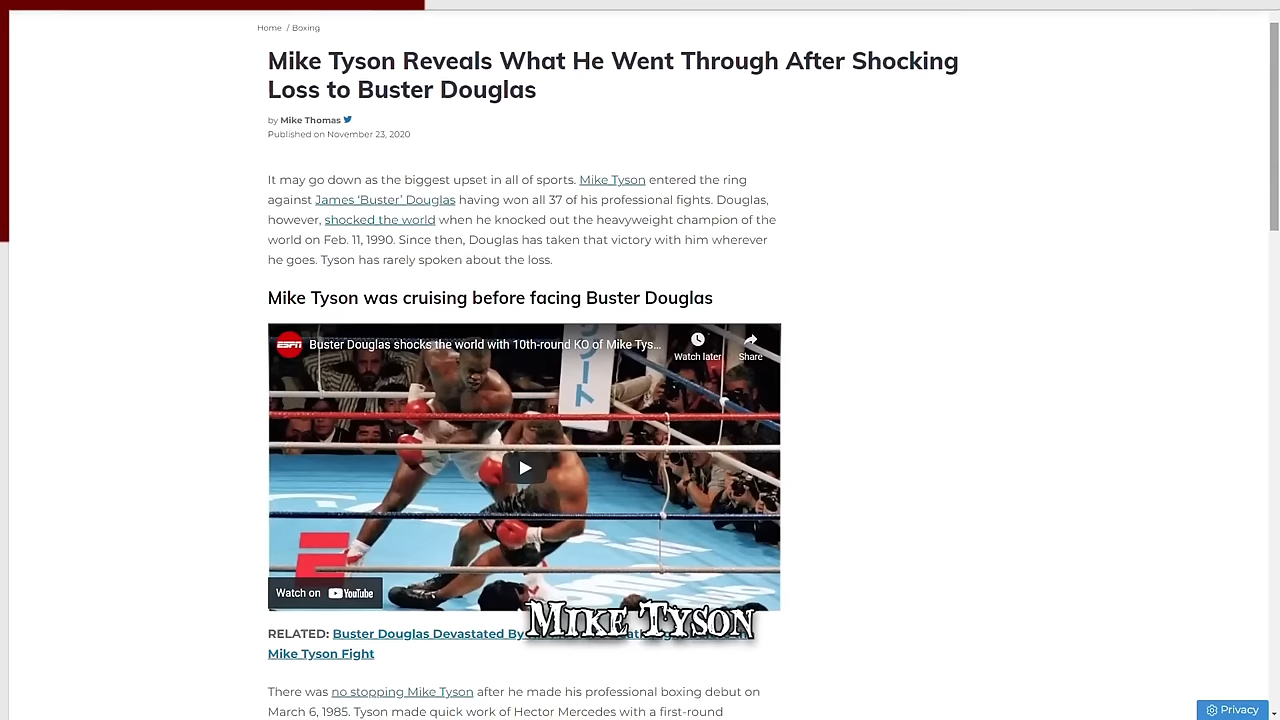 Home / Boxing
Mike Tyson Reveals What He Went Through After Shocking
Loss to Buster Douglas
by Mike Thomas
Published on November 23, 2020
It may go down as the biggest upset in all of sports. Mike Tyson entered the ring
against James ‘Buster’ Douglas having won all 37 of his professional fights. Douglas,
however, shocked the world when he knocked out the heavyweight champion of the
world on Feb. 11, 1990. Since then, Douglas has taken that victory with him wherever
he goes. Tyson has rarely spoken about the loss.
Mike Tyson was cruising before facing Buster Douglas
ESPN
Buster Douglas shocks the world with 10th-round KO of Mike Tys...
Watch later
Share
Watch on YouTube
MIKE TYSON
RELATED: Buster Douglas Devastated By
Mike Tyson Fight
There was no stopping Mike Tyson after he made his professional boxing debut on
March 6, 1985. Tyson made quick work of Hector Mercedes with a first-round
Privacy